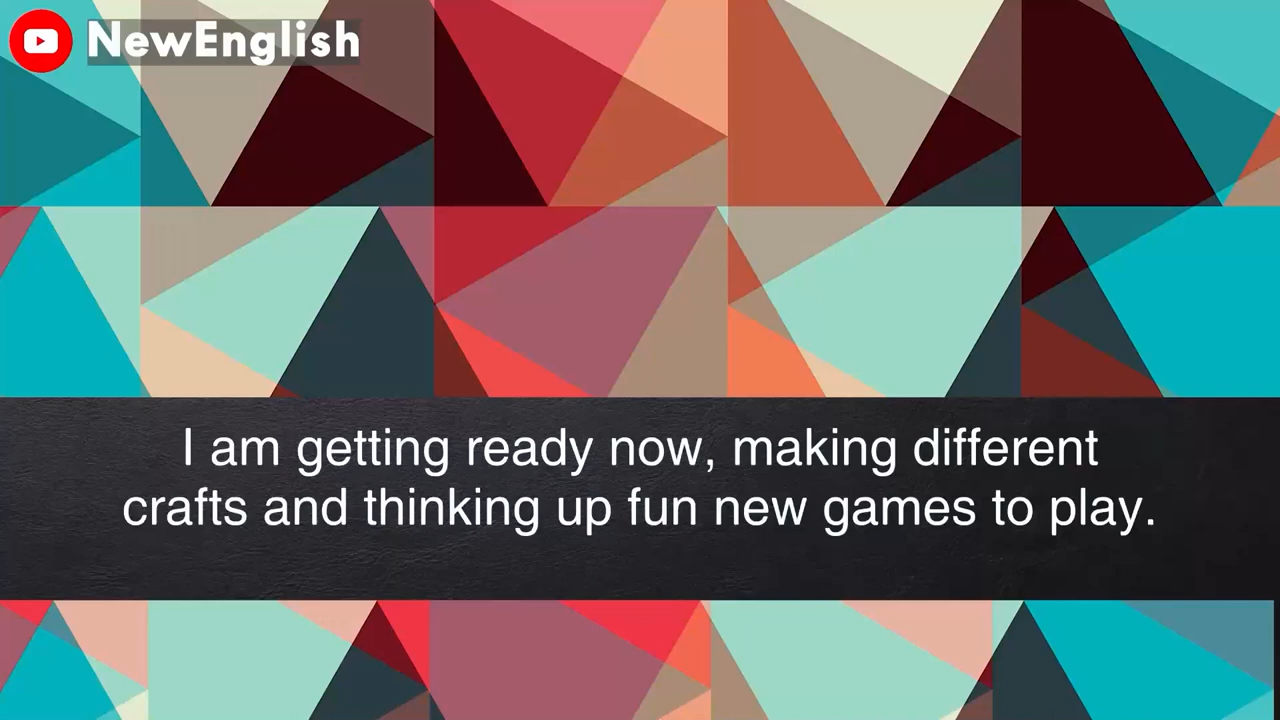 NewEnglish
I am getting ready now, making different
crafts and thinking up fun new games to play.